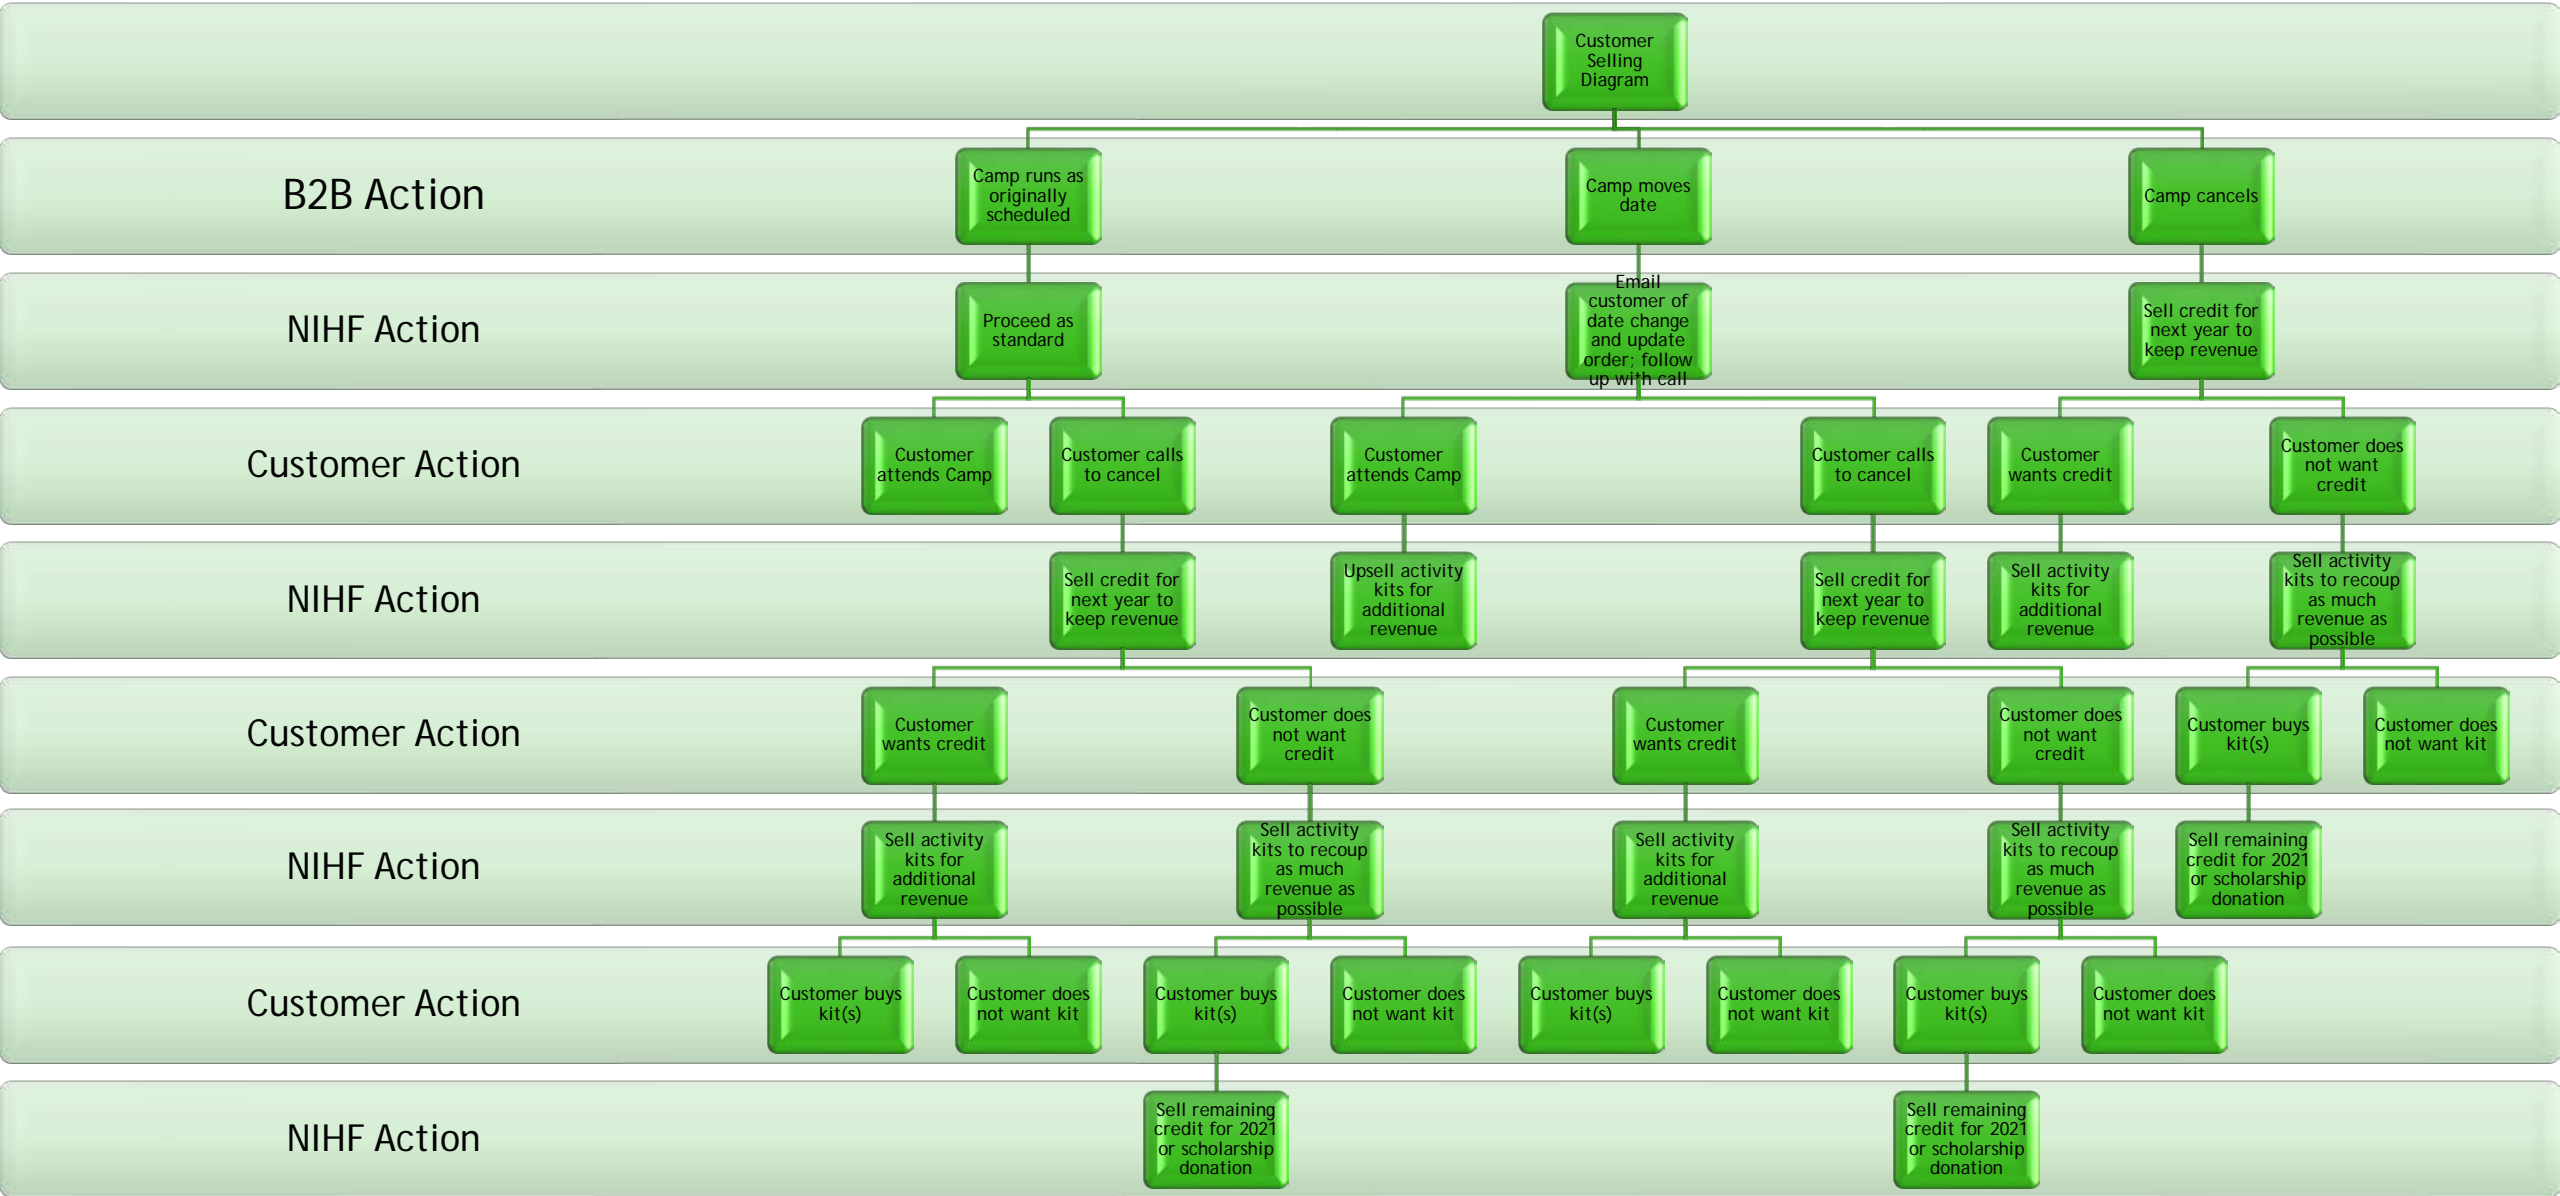 Customer
Selling
Diagram
B2B Action
Camp runs as
originally
scheduled
Camp moves
date
Camp cancels
NIHF Action
Proceed as
standard
Email
customer of
date change
and update
order; follow
up with call
Sell credit for
next year to
keep revenue
Customer Action
Customer
attends Camp
Customer calls
to cancel
Customer
attends Camp
Customer calls
to cancel
Customer
wants credit
Customer does
not want
credit
NIHF Action
Sell credit for
next year to
keep revenue
Upsell activity
kits for
additional
revenue
Sell credit for
next year to
keep revenue
Sell activity
kits for
additional
revenue
Sell activity
kits to recoup
as much
revenue as
possible
Customer Action
Customer
wants credit
Customer does
not want
credit
Customer
wants credit
Customer does
not want
credit
Customer buys
kit(s)
Customer does
not want kit
NIHF Action
Sell activity
kits for
additional
revenue
Sell activity
kits to recoup
as much
revenue as
possible
Sell activity
kits for
additional
revenue
Sell activity
kits to recoup
as much
revenue as
possible
Sell remaining
credit for 2021
or scholarship
donation
Customer Action
Customer buys
kit(s)
Customer does
not want kit
Customer buys
kit(s)
Customer does
not want kit
Customer buys
kit(s)
Customer does
not want kit
Customer buys
kit(s)
Customer does
not want kit
NIHF Action
Sell remaining
credit for 2021
or scholarship
donation
Sell remaining
credit for 2021
or scholarship
donation